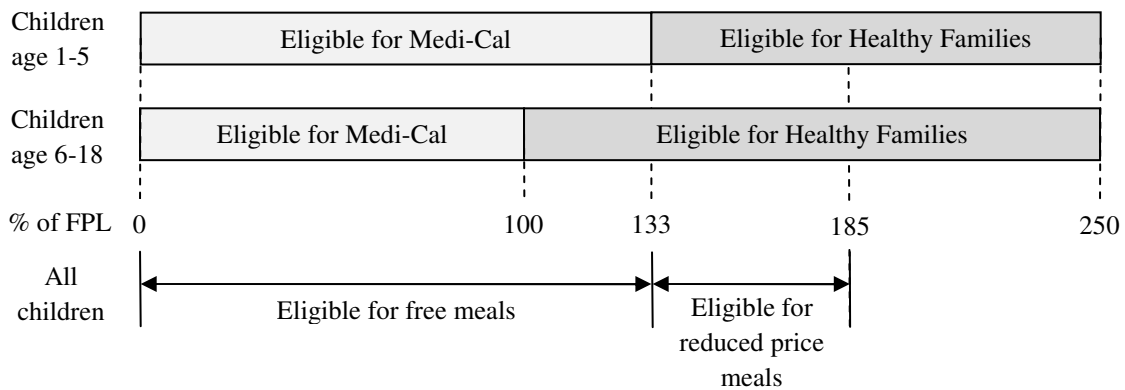 Children
age 1-5
Eligible for Medi-Cal
Eligible for Healthy Families
Children
age 6-18
Eligible for Medi-Cal
Eligible for Healthy Families
% of FPL 0 100 133 185 250
All
children
Eligible for free meals
Eligible for
reduced price
meals